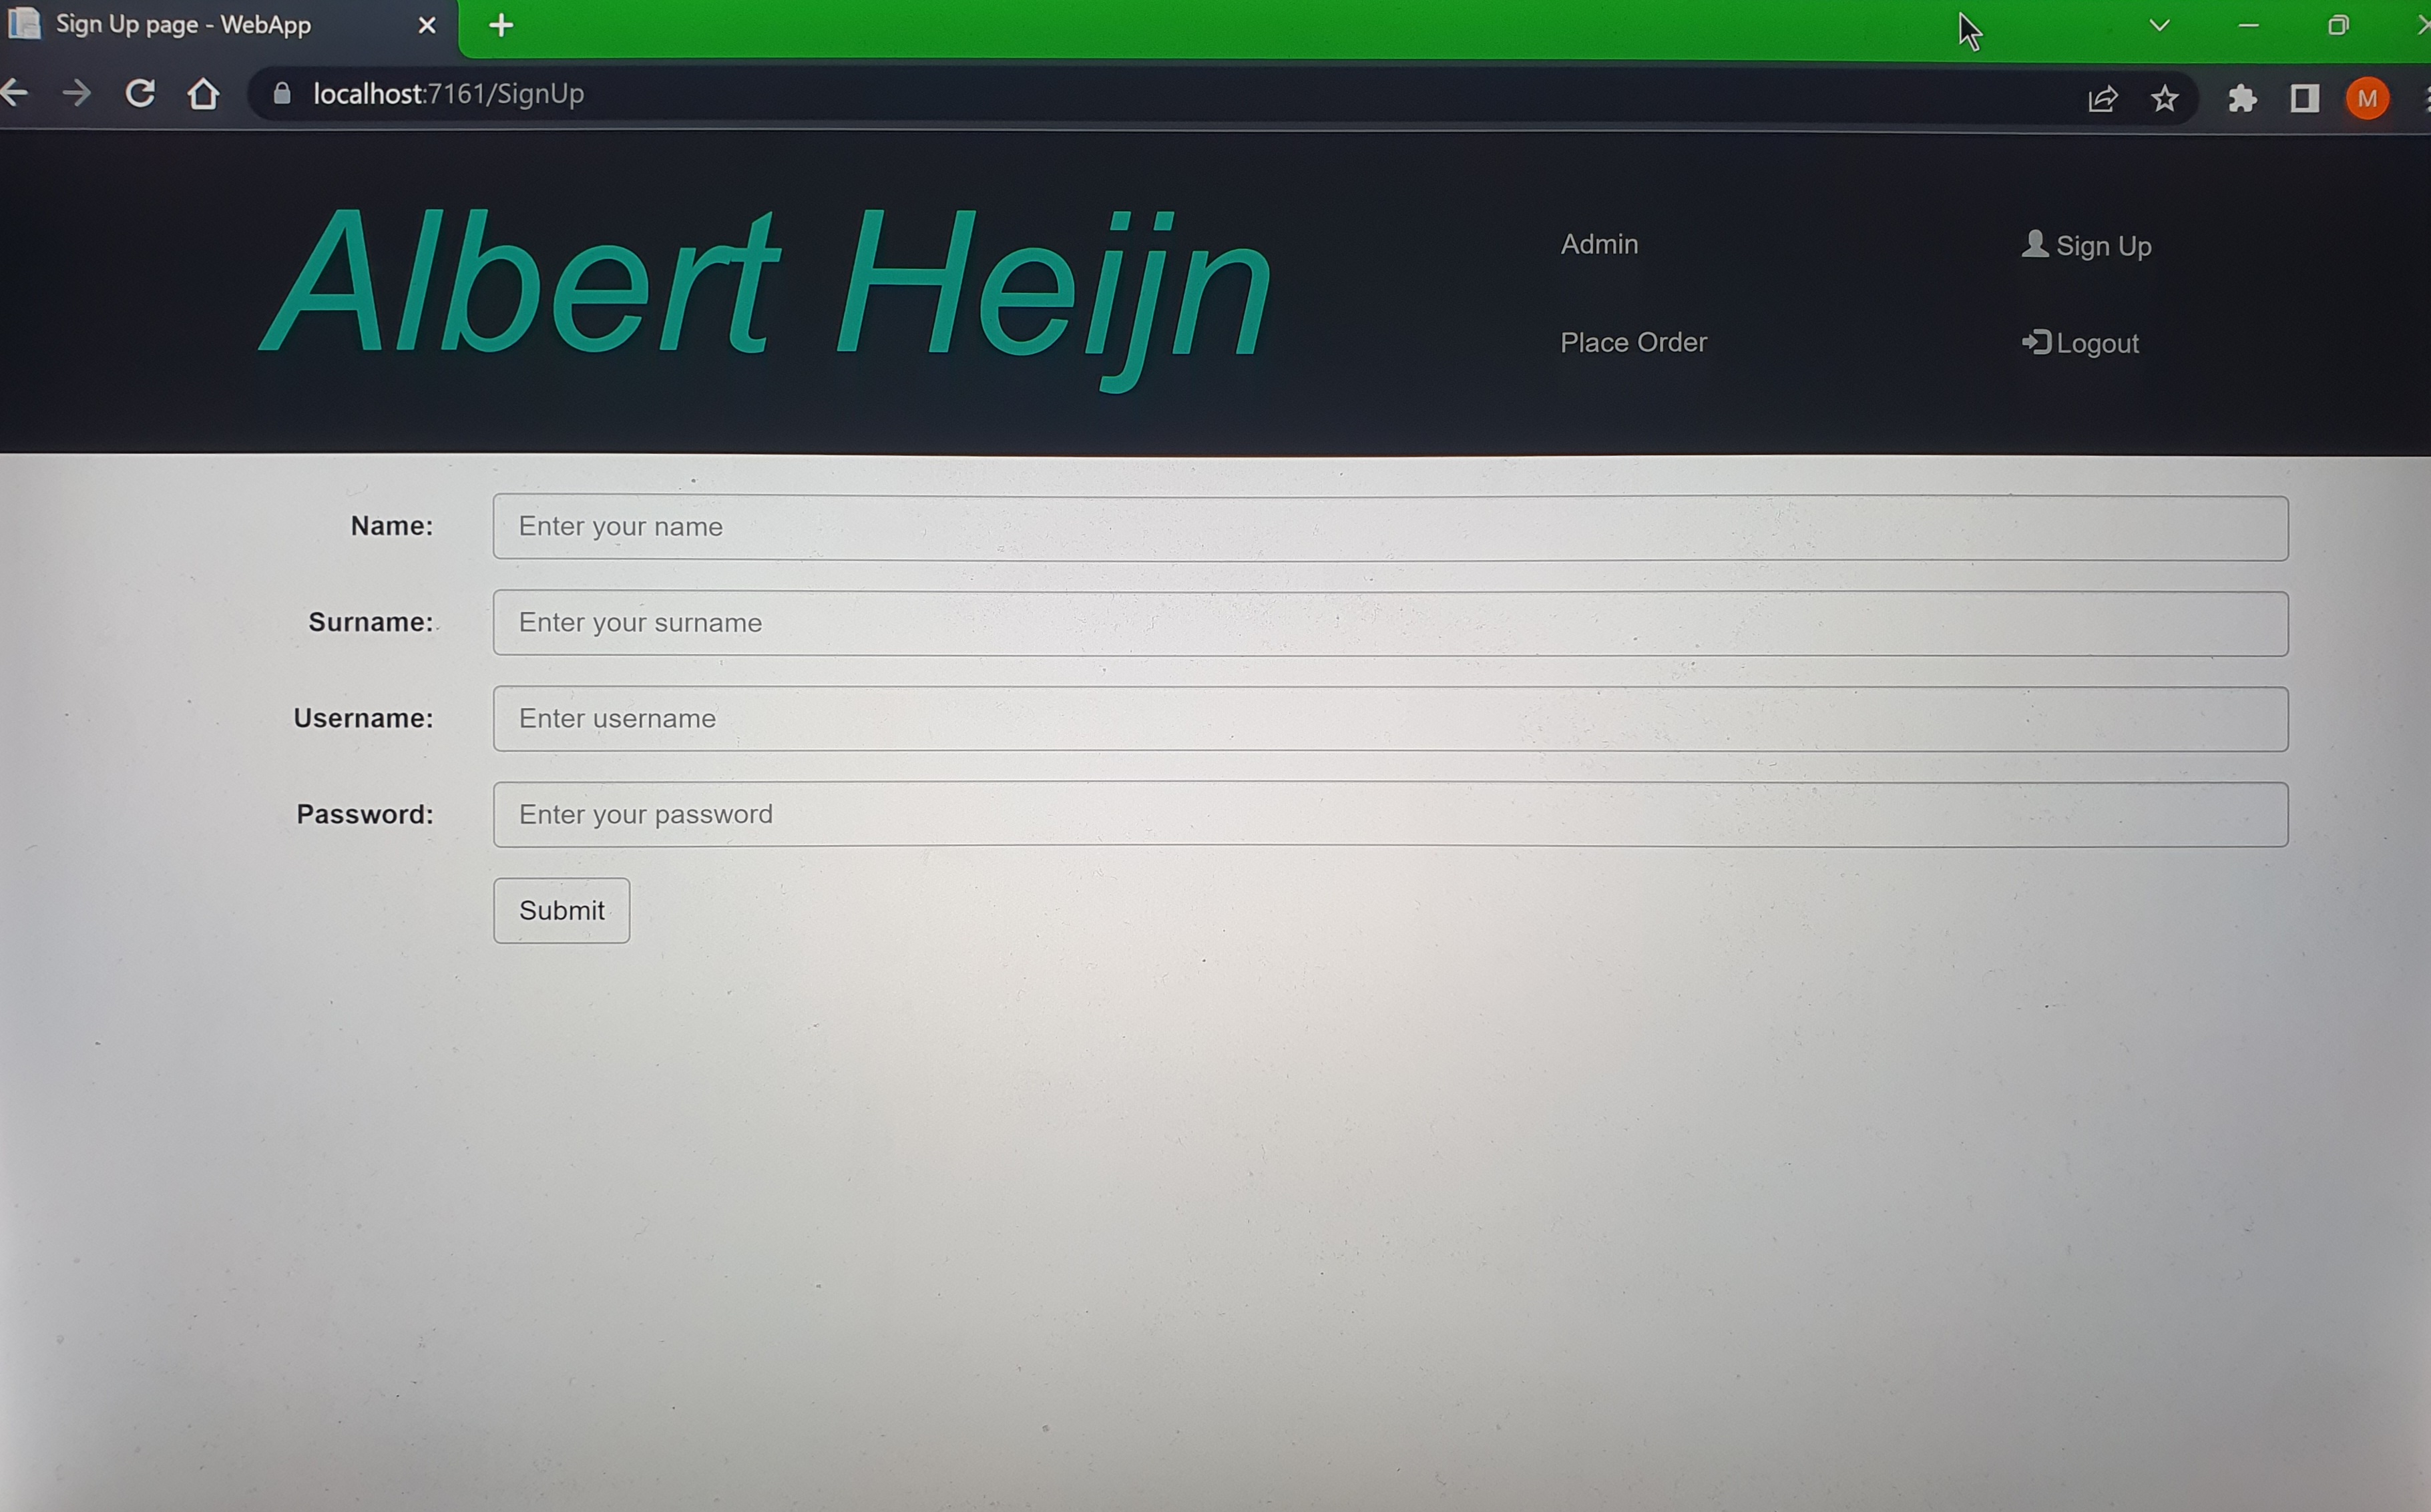 Sign Up page - WebApp
localhost:7161/SignUp
M
Albert Heijn
Admin
Sign Up
Place Order
Logout
Name: Enter your name
Surname: Enter your surname
Username: Enter username
Password: Enter your password
Submit